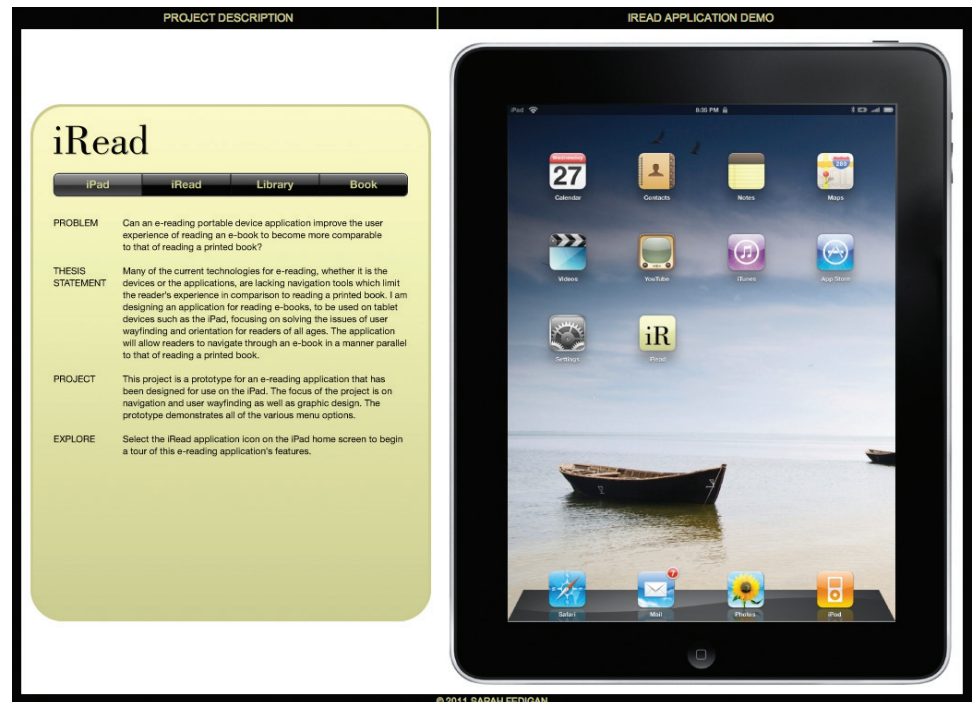 PROJECT DESCRIPTION
IREAD APPLICATION DEMO
iRead
iPad iRead Library Book
PROBLEM
Can an e-reading portable device application improve the user
experience of reading an e-book to become more comparable
to that of reading a printed book?
THESIS
STATEMENT
Many of the current technologies for e-reading, whether it is the
devices or the applications, are lacking navigation tools which limit
the reader's experience in comparison to reading a printed book. I am
designing an application for reading e-books, to be used on tablet
devices such as the iPad, focusing on solving the issues of user
wayfinding and orientation for readers of all ages. The application
will allow readers to navigate through an e-book in a manner parallel
to that of reading a printed book.
PROJECT
This project is a prototype for an e-reading application that has
been designed for use on the iPad. The focus of the project is on
navigation and user wayfinding as well as graphic design. The
prototype demonstrates all of the various menu options.
EXPLORE
Select the iRead application icon on the iPad home screen to begin
a tour of this e-reading application's features.
iPad 8:35 PM
Wednesday
27
280
Calendar Contacts Notes Maps
Videos YouTube iTunes App Store
iR
Settings iRead
7
Safari Mail Photos iPod
© 2011 SARAH FEDIGAN